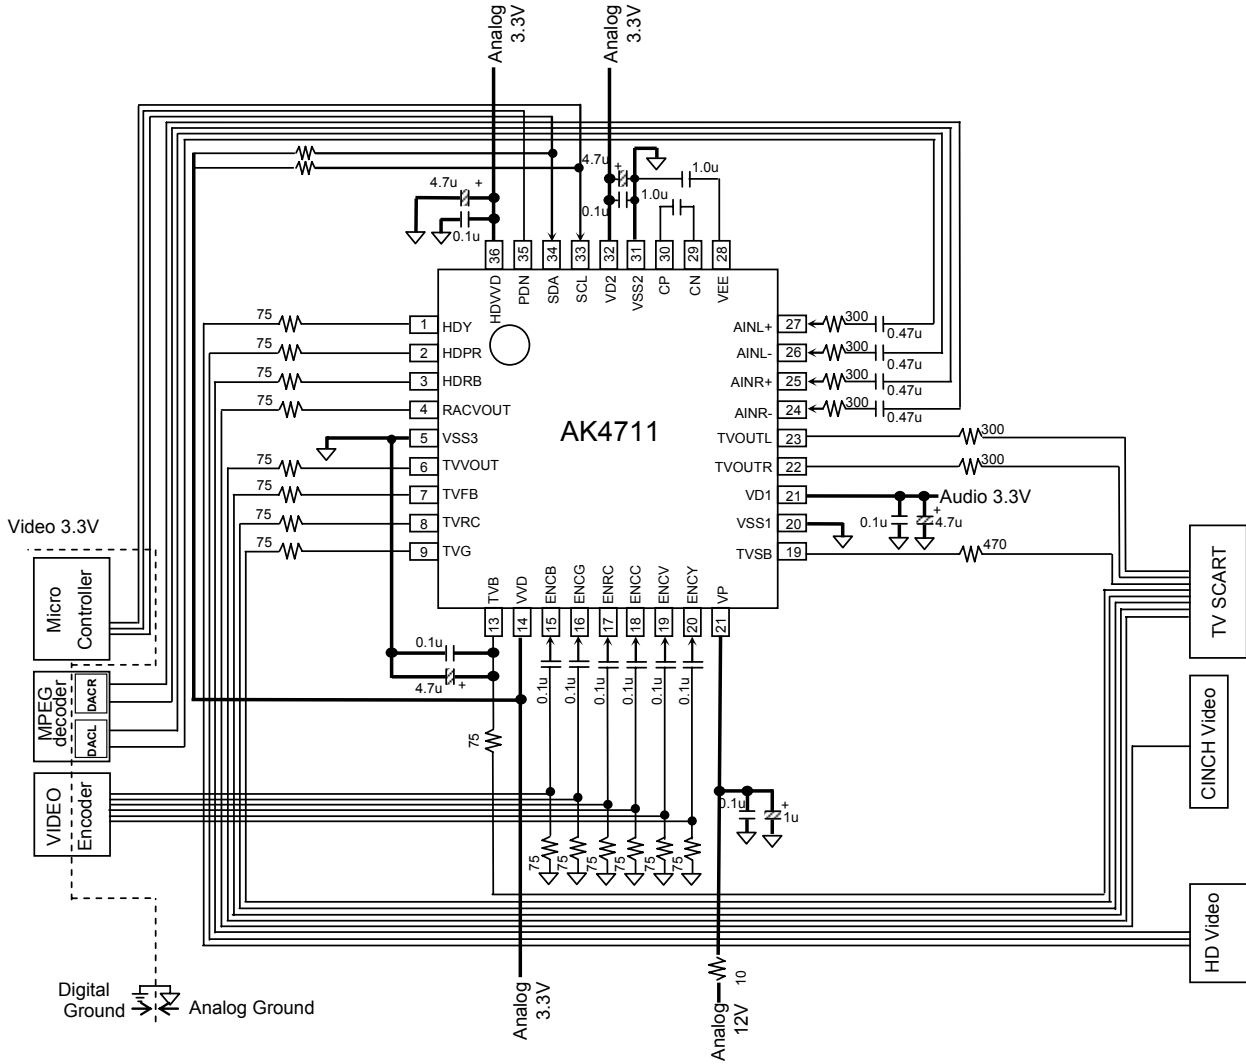 Analog
3.3V
Analog
3.3V
4.7u
+
0.1u
4.7u
+
0.1u
1.0u
1.0u
36
35
34
33
32
31
30
29
28
HDVVD
PDN
SDA
SCL
VD2
VSS2
CP
CN
VEE
75
1
HDY
75
2
HDPR
75
3
HDRB
75
4
RACVOUT
5
VSS3
75
6
TVVOUT
75
7
TVFB
75
8
TVRC
75
9
TVG
AK4711
AINL+
27
300
0.47u
AINL-
26
300
0.47u
AINR+
25
300
0.47u
AINR-
24
300
0.47u
TVOUTL
23
300
TVOUTR
22
300
VD1
21
Audio 3.3V
0.1u
+
4.7u
VSS1
20
TVSB
19
470
TVB
VVD
ENCB
ENCG
ENRC
ENCC
ENCV
ENCY
VP
13
14
15
16
17
18
19
20
21
0.1u
4.7u
+
0.1u
0.1u
0.1u
0.1u
0.1u
0.1u
75
75
75
75
75
75
75
0.1u
+
1u
10
Analog
3.3V
Analog
12V
Video 3.3V
Micro
Controller
MPEG
decoder
DACR
DACL
VIDEO
Encoder
Digital
Ground
Analog Ground
TV SCART
CINCH Video
HD Video